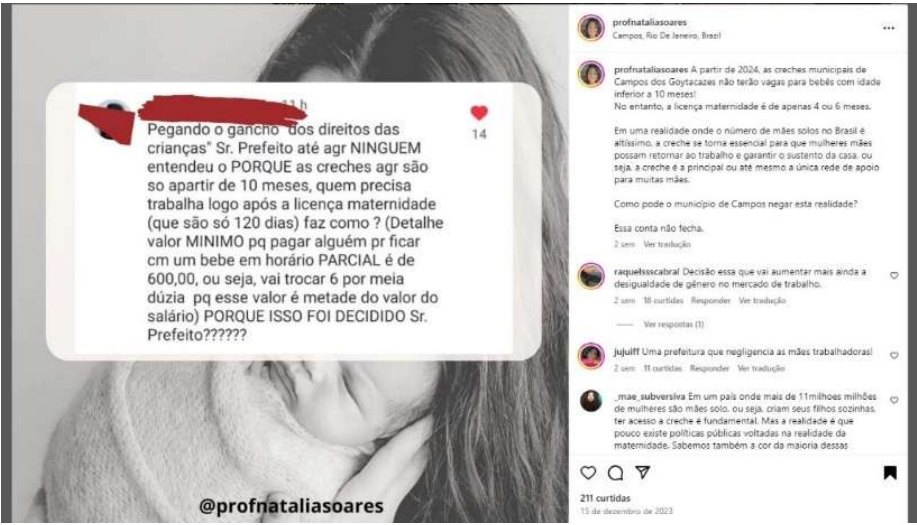 11 h
14
Pegando o gancho "dos direitos das
crianças" Sr. Prefeito até agr NINGUEM
entendeu o PORQUE as creches agr são
so apartir de 10 meses, quem precisa
trabalha logo após a licença maternidade
(que são só 120 dias) faz como ? (Detalhe
valor MINIMO pq pagar alguém pr ficar
cm um bebe em horário PARCIAL é de
600,00, ou seja, vai trocar 6 por meia
dúzia pq esse valor é metade do valor do
salário) PORQUE ISSO FOI DECIDIDO Sr.
Prefeito??????
@profnataliasoares
profnataliasoares
Campos, Rio De Janeiro, Brazil
profnataliasoares A partir de 2024, as creches municipais de
Campos dos Goytacazes não terão vagas para bebês com idade
inferior a 10 meses!
No entanto, a licença maternidade é de apenas 4 ou 6 meses.
Em uma realidade onde o número de mães solos no Brasil é
altíssimo, a creche se torna essencial para que mulheres mães
possam retornar ao trabalho e garantir o sustento da casa, ou
seja, a creche é a principal ou até mesmo a única rede de apoio
para muitas mães.
Como pode o município de Campos negar esta realidade?
Essa conta não fecha.
2 sem Ver tradução
raquelssscabral Decisão essa que vai aumentar mais ainda a
desigualdade de gênero no mercado de trabalho.
2 sem 18 curtidas Responder Ver tradução
Ver respostas (1)
jujuiff Uma prefeitura que negligencia as mães trabalhadoras!
2 sem 11 curtidas Responder Ver tradução
_mae_subversiva Em um país onde mais de 11milhoes milhões
de mulheres são mães solo, ou seja, criam seus filhos sozinhas,
ter acesso a creche é fundamental. Mas a realidade é que
pouco existe políticas públicas voltadas na realidade da
maternidade. Sabemos também a cor da maioria dessas
211 curtidas
15 de dezembro de 2023